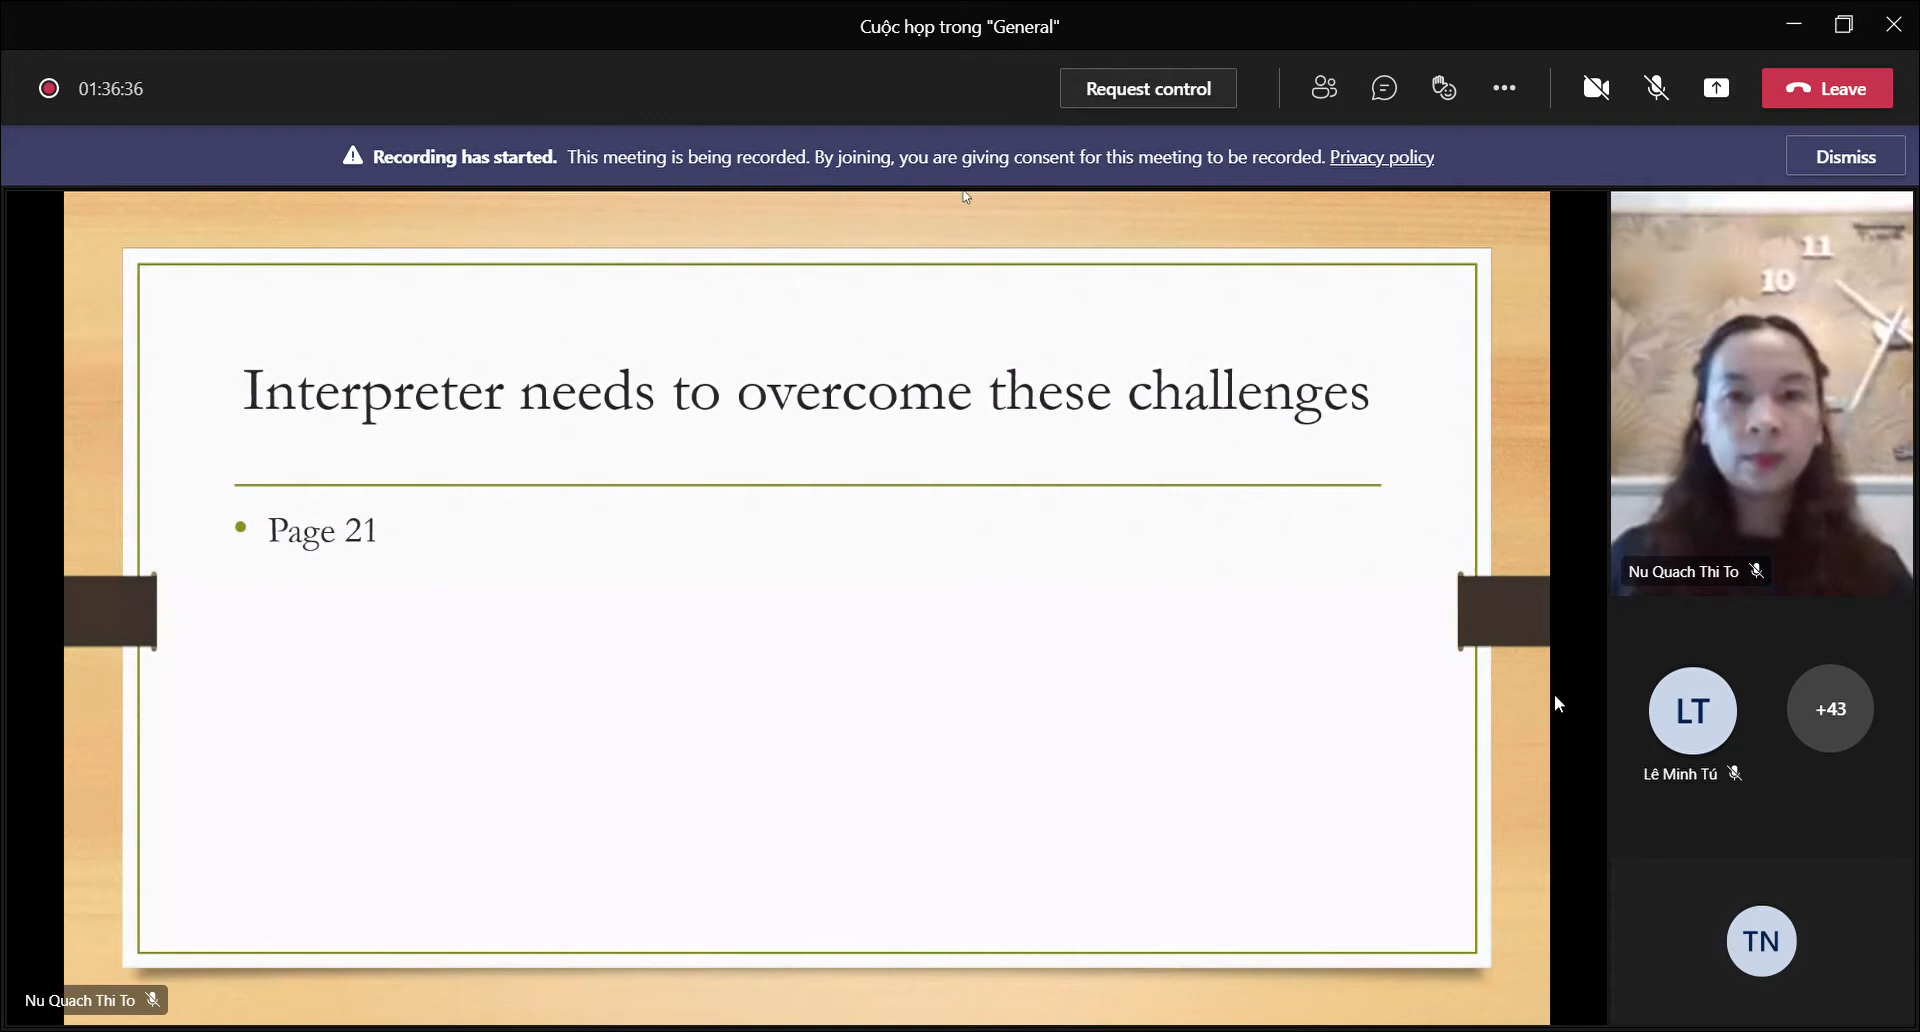 Cuộc họp trong "General"
01:36:36
Request control
Leave
Recording has started. This meeting is being recorded. By joining, you are giving consent for this meeting to be recorded. Privacy policy
Dismiss
Interpreter needs to overcome these challenges
Page 21
11
10
Nu Quach Thi To
LT
+43
Lê Minh Tú
TN
Nu Quach Thi To